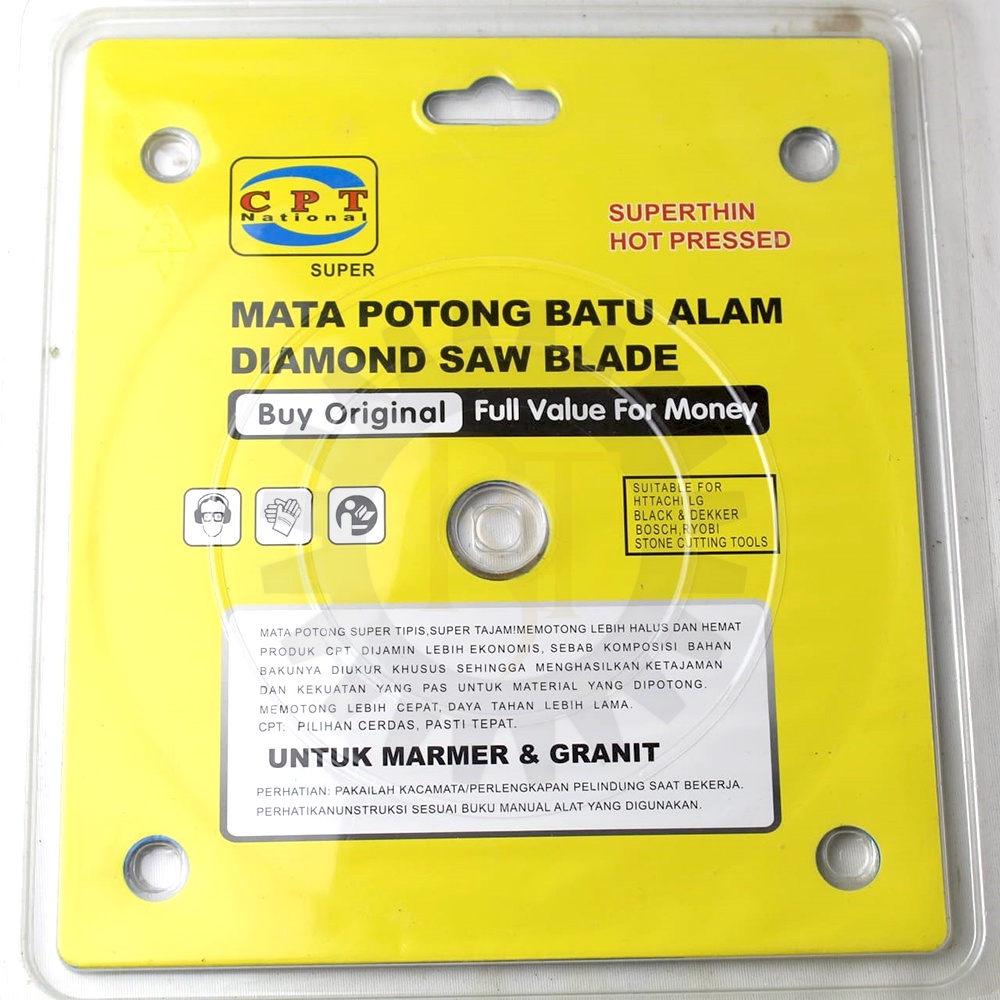 CPT
National
SUPER
SUPERTHIN
HOT PRESSED
MATA POTONG BATU ALAM
DIAMOND SAW BLADE
Buy Original Full Value For Money
SUITABLE FOR
HTTACHI,LG
BLACK & DEKKER
BOSCH,RYOBI
STONE CUTTING TOOLS
MATA POTONG SUPER TIPIS,SUPER TAJAM!MEMOTONG LEBIH HALUS DAN HEMAT
PRODUK CPT DIJAMIN LEBIH EKONOMIS, SEBAB KOMPOSISI BAHAN
BAKUNYA DIUKUR KHUSUS SEHINGGA MENGHASILKAN KETAJAMAN
DAN KEKUATAN YANG PAS UNTUK MATERIAL YANG DIPOTONG.
MEMOTONG LEBIH CEPAT, DAYA TAHAN LEBIH LAMA.
CPT: PILIHAN CERDAS, PASTI TEPAT.
UNTUK MARMER & GRANIT
PERHATIAN: PAKAILAH KACAMATA/PERLENGKAPAN PELINDUNG SAAT BEKERJA.
PERHATIKANUNSTRUKSI SESUAI BUKU MANUAL ALAT YANG DIGUNAKAN.